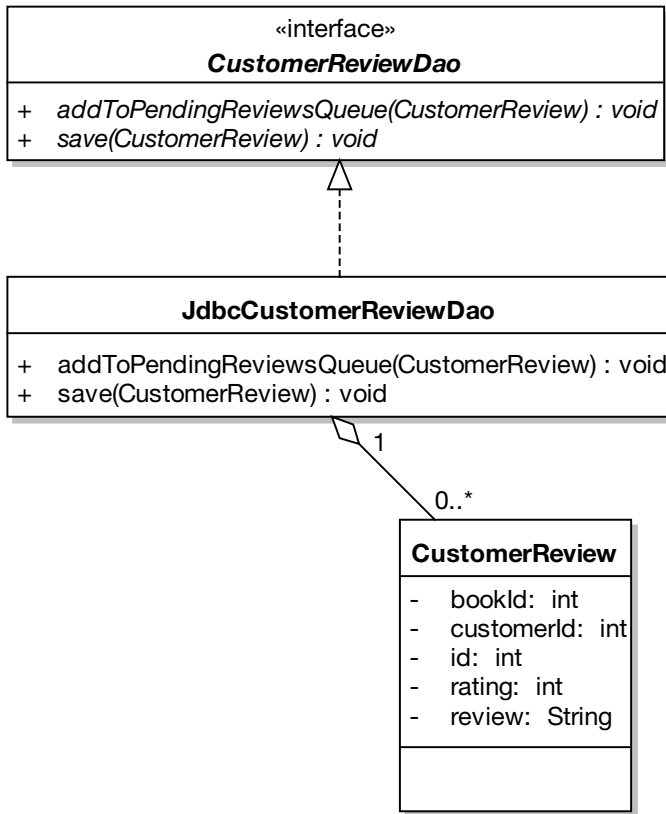 «interface»
CustomerReviewDao
+ addToPendingReviewsQueue(CustomerReview) : void
+ save(CustomerReview) : void
JdbcCustomerReviewDao
+ addToPendingReviewsQueue(CustomerReview) : void
+ save(CustomerReview) : void
1
0..*
CustomerReview
- bookId: int
- customerId: int
- id: int
- rating: int
- review: String